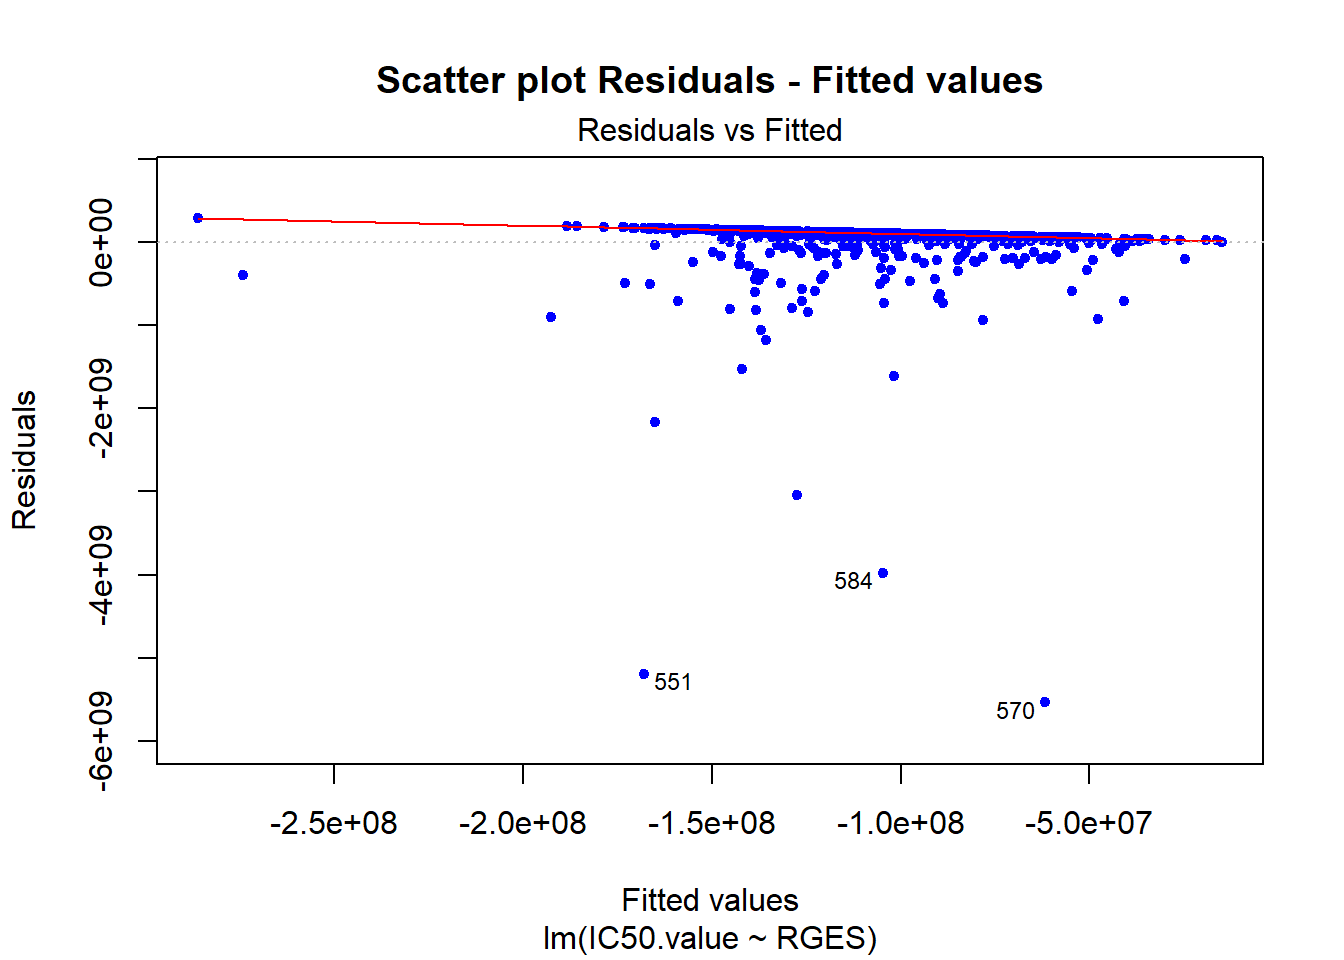 Scatter plot Residuals - Fitted values
Residuals vs Fitted
Residuals
0e+00
-2e+09
-4e+09
-6e+09
584
551
570
-2.5e+08
-2.0e+08
-1.5e+08
-1.0e+08
-5.0e+07
Fitted values
lm(IC50.value ~ RGES)